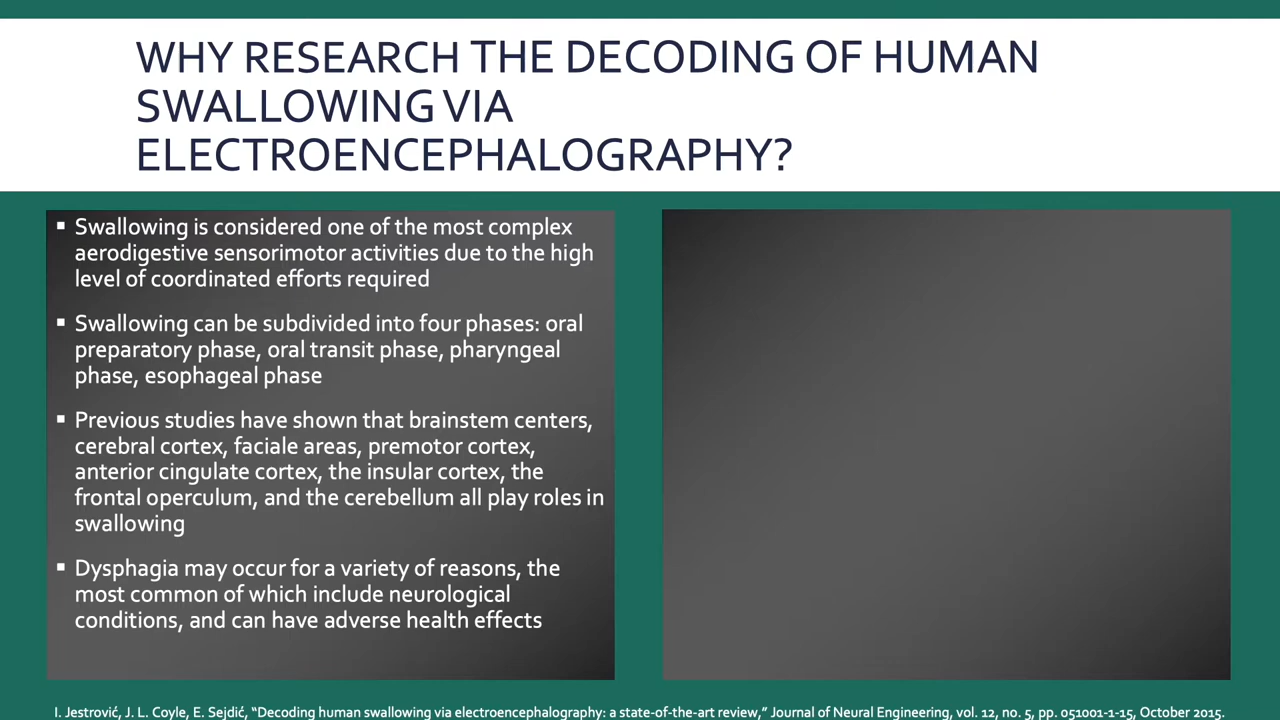 WHY RESEARCH THE DECODING OF HUMAN
SWALLOWING VIA
ELECTROENCEPHALOGRAPHY?
▪ Swallowing is considered one of the most complex
aerodigestive sensorimotor activities due to the high
level of coordinated efforts required
▪ Swallowing can be subdivided into four phases: oral
preparatory phase, oral transit phase, pharyngeal
phase, esophageal phase
▪ Previous studies have shown that brainstem centers,
cerebral cortex, faciale areas, premotor cortex,
anterior cingulate cortex, the insular cortex, the
frontal operculum, and the cerebellum all play roles in
swallowing
▪ Dysphagia may occur for a variety of reasons, the
most common of which include neurological
conditions, and can have adverse health effects
I. Jestrović, J. L. Coyle, E. Sejdić, “Decoding human swallowing via electroencephalography: a state-of-the-art review,” Journal of Neural Engineering, vol. 12, no. 5, pp. 051001-1-15, October 2015.